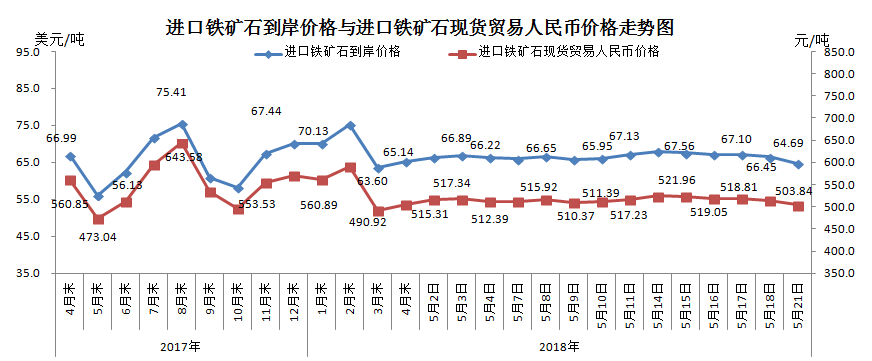 进口铁矿石到岸价格与进口铁矿石现货贸易人民币价格走势图
美元/吨
元/吨
进口铁矿石到岸价格
进口铁矿石现货贸易人民币价格
95.0
85.0
75.0
65.0
55.0
45.0
35.0
850.0
800.0
750.0
700.0
650.0
600.0
550.0
500.0
450.0
400.0
350.0
66.99
56.13
75.41
67.44
70.13
63.60
65.14
66.89
66.22
66.65
65.95
67.13
67.56
67.10
66.45
64.69
560.85
473.04
643.58
553.53
560.89
490.92
515.31
517.34
512.39
515.92
510.37
511.39
517.23
521.96
519.05
518.81
503.84
4月末
5月末
6月末
7月末
8月末
9月末
10月末
11月末
12月末
1月末
2月末
3月末
4月末
5月2日
5月3日
5月4日
5月7日
5月8日
5月9日
5月10日
5月11日
5月14日
5月15日
5月16日
5月17日
5月18日
5月21日
2017年
2018年